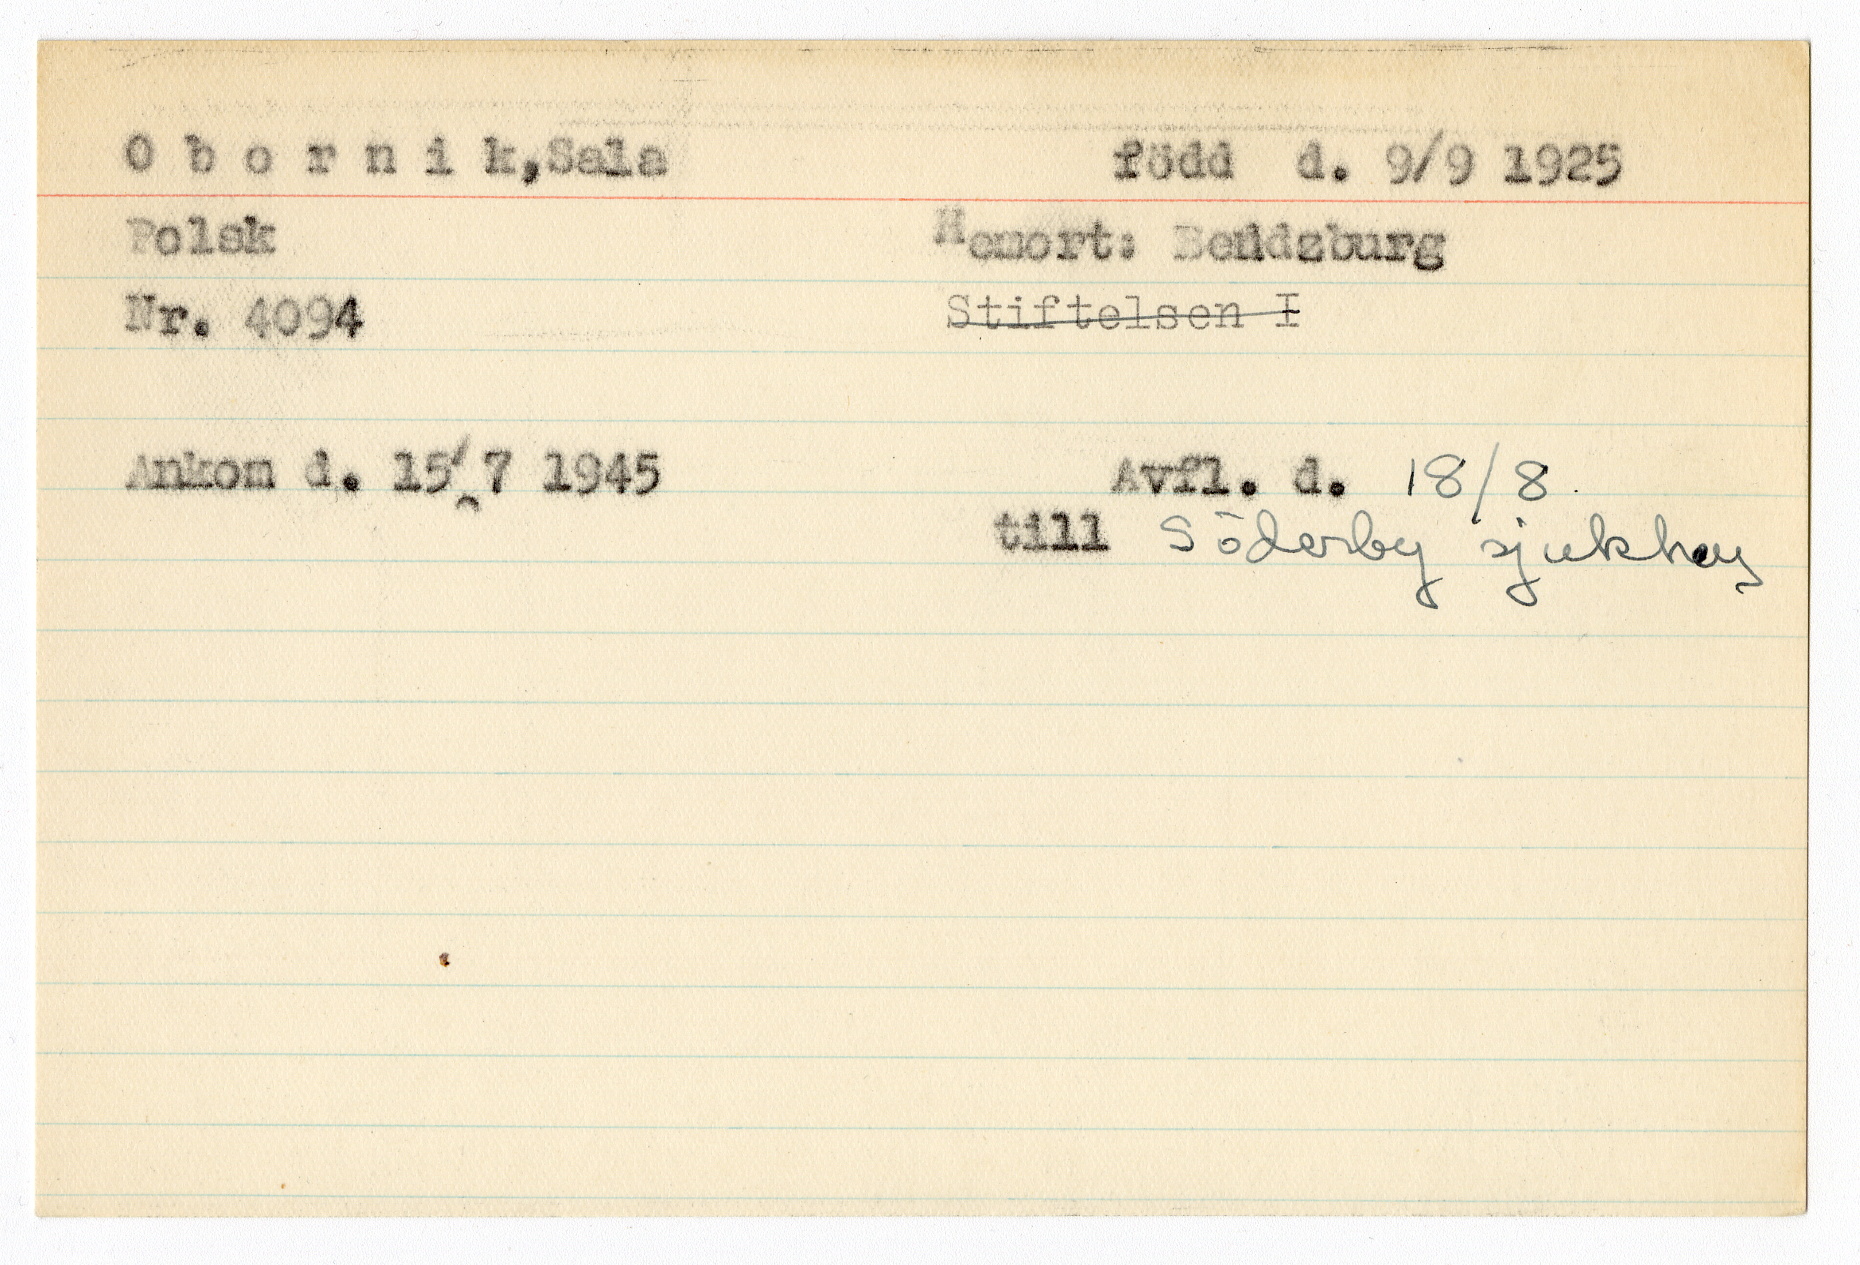 O b o r n i k,Sala född d. 9/9 1925
Polsk Hemort: Bendzburg
Nr. 4094 Stiftelsen I
Ankom d. 15/7 1945 Avfl. d. 18/8.
till Söderby sjukhus